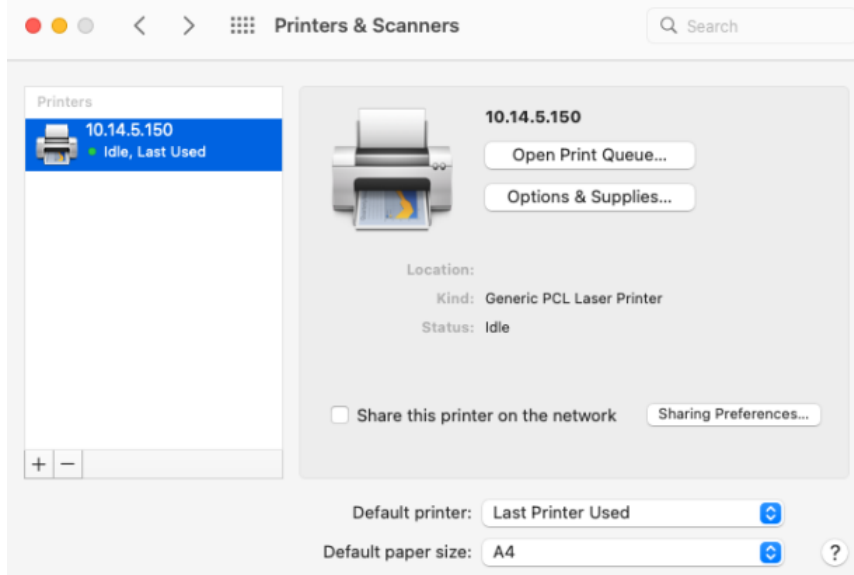 Printers & Scanners
Search
Printers
10.14.5.150
Idle, Last Used
10.14.5.150
Open Print Queue...
Options & Supplies...
Location:
Kind: Generic PCL Laser Printer
Status: Idle
Share this printer on the network
Sharing Preferences...
+ −
Default printer: Last Printer Used
Default paper size: A4
?